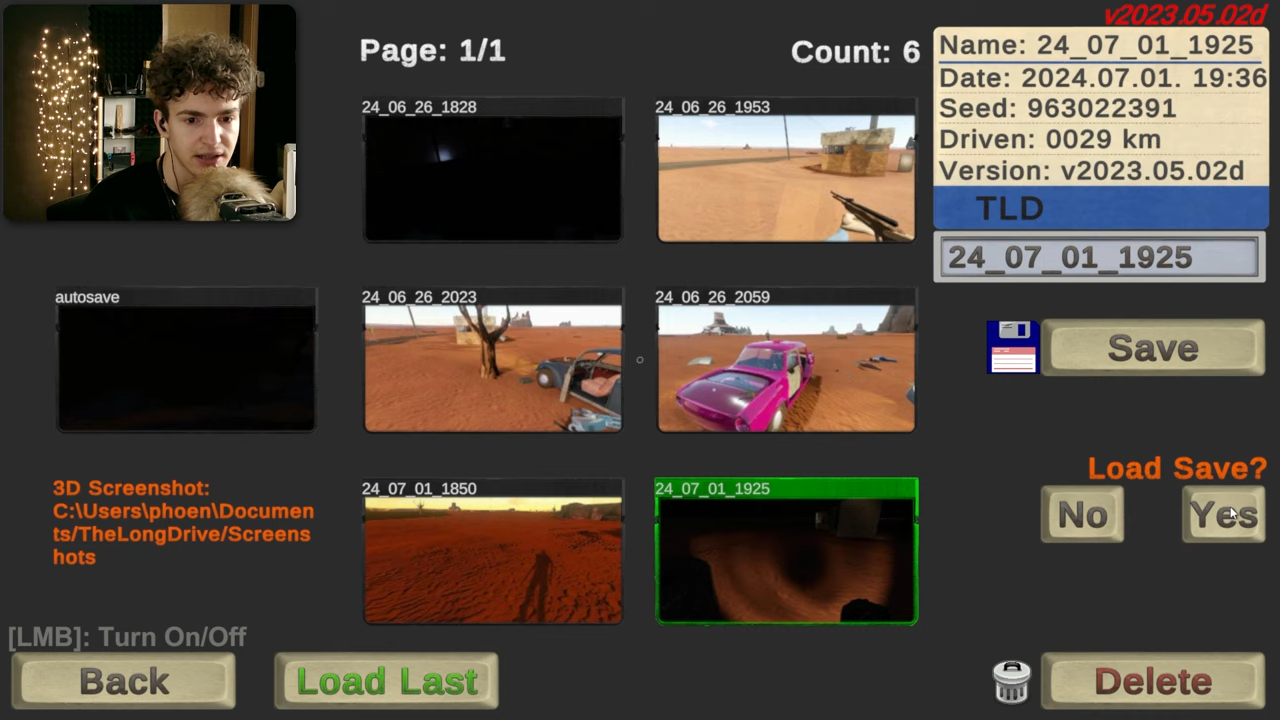 v2023.05.02d
Page: 1/1
Count: 6
Name: 24_07_01_1925
Date: 2024.07.01. 19:36
Seed: 963022391
Driven: 0029 km
Version: v2023.05.02d
TLD
24_07_01_1925
24_06_26_1828
24_06_26_1953
autosave
24_06_26_2023
24_06_26_2059
Save
Load Save?
No
Yes
3D Screenshot:
C:\Users\phoen\Documen
ts/TheLongDrive/Screens
hots
24_07_01_1850
24_07_01_1925
[LMB]: Turn On/Off
Back
Load Last
Delete